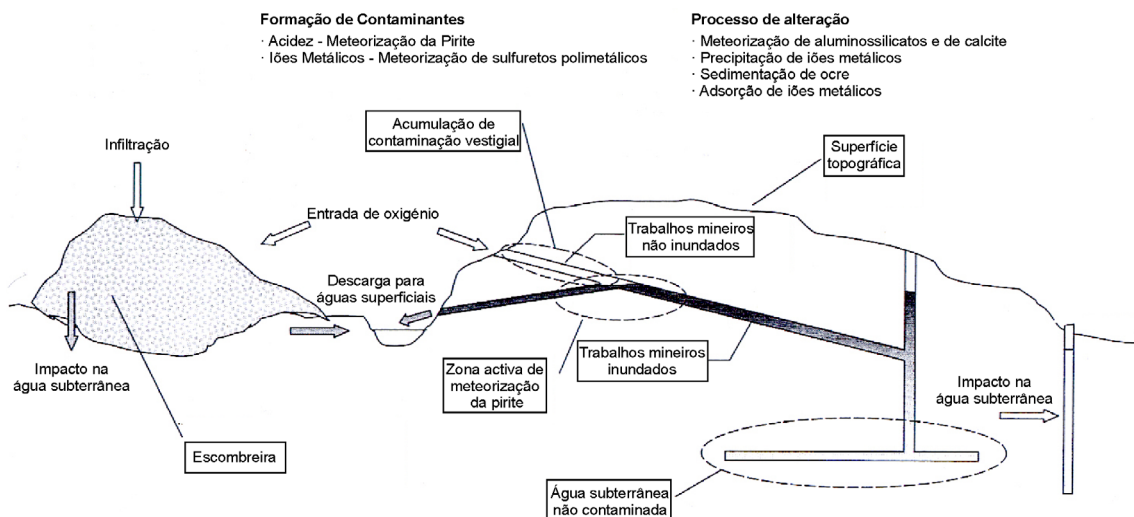 Formação de Contaminantes
· Acidez - Meteorização da Pirite
· Iões Metálicos - Meteorização de sulfuretos polimetálicos
Processo de alteração
· Meteorização de aluminossilicatos e de calcite
· Precipitação de iões metálicos
· Sedimentação de ocre
· Adsorção de iões metálicos
Acumulação de
contaminação vestigial
Infiltração
Superfície
topográfica
Entrada de oxigénio
Trabalhos mineiros
não inundados
Descarga para
águas superficiais
Impacto na
água subterrânea
Zona activa de
meteorização
da pirite
Trabalhos mineiros
inundados
Impacto na
água subterrânea
Escombreira
Água subterrânea
não contaminada